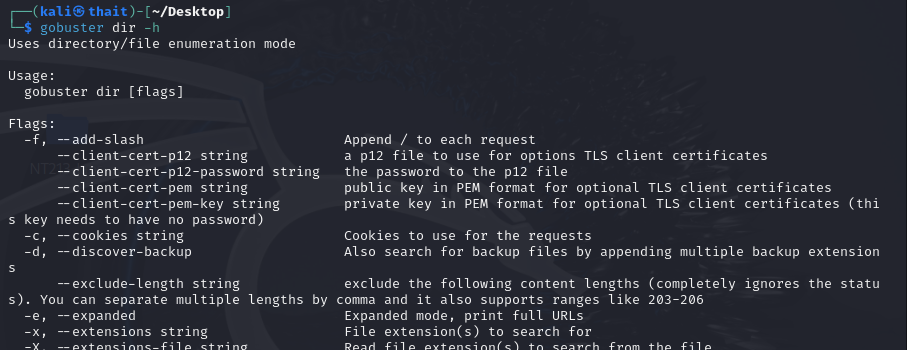 ┌──(kali㉿thait)-[~/Desktop]
└─$ gobuster dir -h
Uses directory/file enumeration mode
Usage:
gobuster dir [flags]
Flags:
-f, --add-slash Append / to each request
--client-cert-p12 string a p12 file to use for options TLS client certificates
--client-cert-p12-password string the password to the p12 file
--client-cert-pem string public key in PEM format for optional TLS client certificates
--client-cert-pem-key string private key in PEM format for optional TLS client certificates (thi
s key needs to have no password)
-c, --cookies string Cookies to use for the requests
-d, --discover-backup Also search for backup files by appending multiple backup extension
s
--exclude-length string exclude the following content lengths (completely ignores the statu
s). You can separate multiple lengths by comma and it also supports ranges like 203-206
-e, --expanded Expanded mode, print full URLs
-x, --extensions string File extension(s) to search for
-X, --extensions-file string Read file extension(s) to search from the file